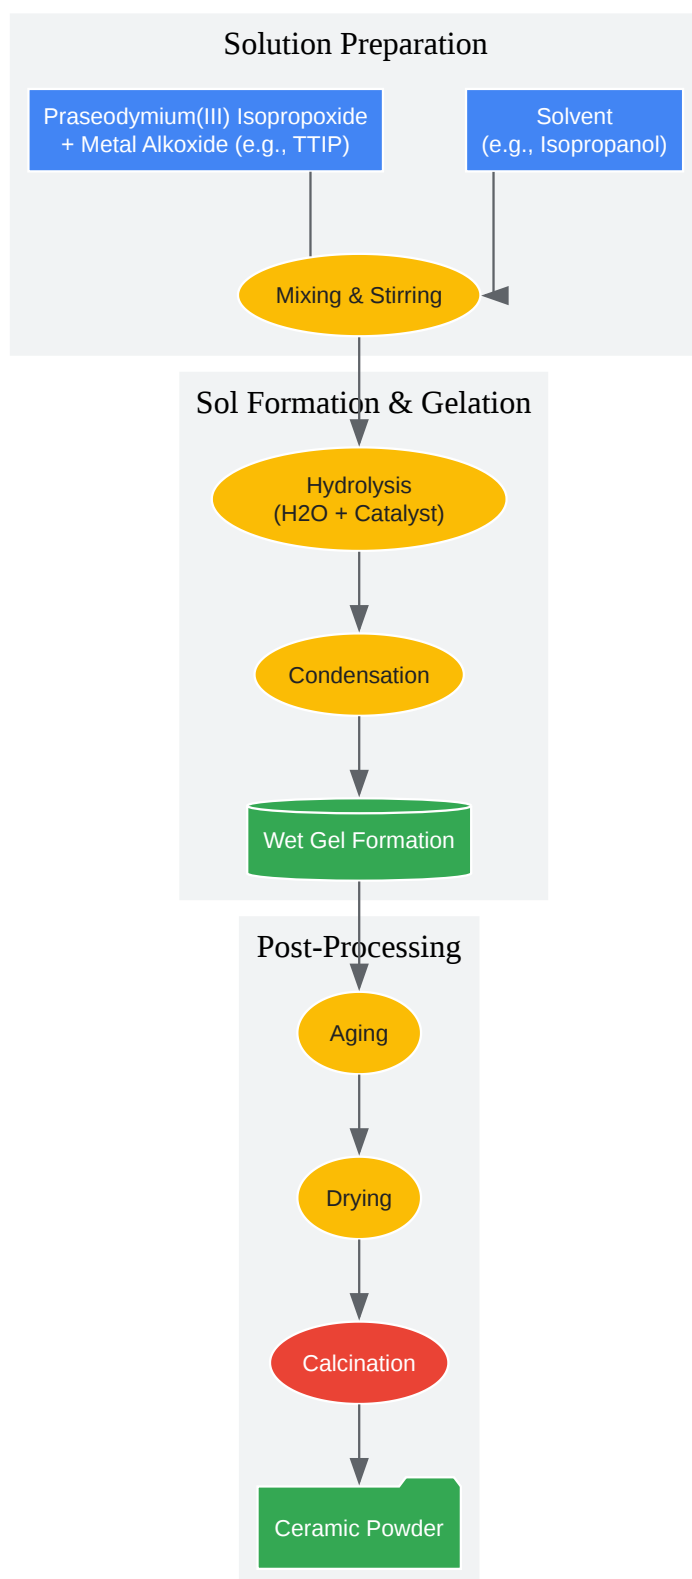 Solution Preparation
Praseodymium(III) Isopropoxide
+ Metal Alkoxide (e.g., TTIP)
Solvent
(e.g., Isopropanol)
Mixing & Stirring
Sol Formation & Gelation
Hydrolysis
(H2O + Catalyst)
Condensation
Wet Gel Formation
Post-Processing
Aging
Drying
Calcination
Ceramic Powder